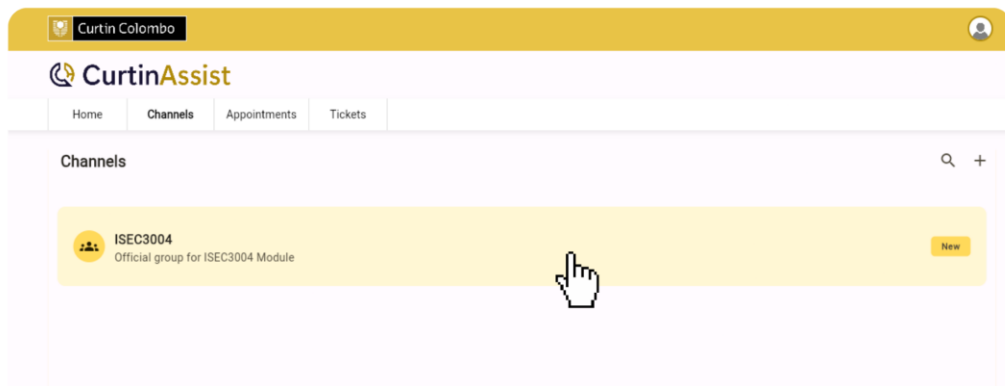 Curtin Colombo
CurtinAssist
Home Channels Appointments Tickets
Channels
ISEC3004
Official group for ISEC3004 Module
New